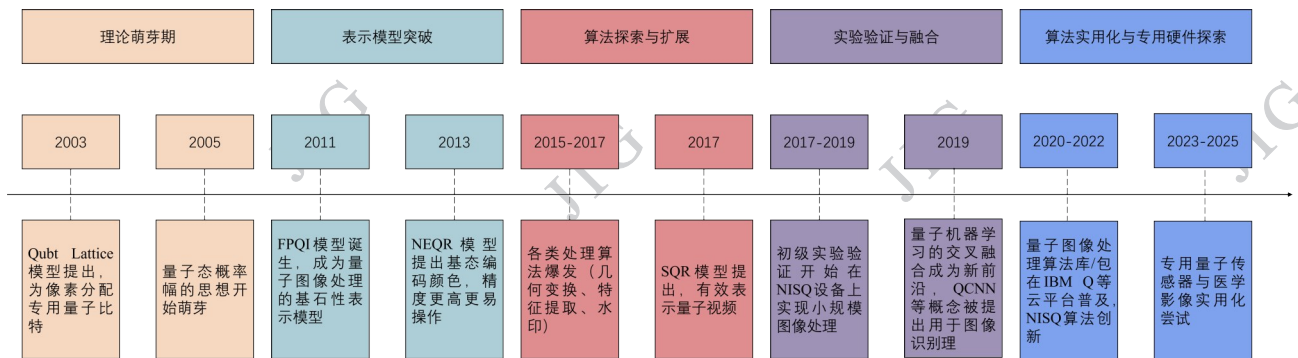 理论萌芽期
表示模型突破
算法探索与扩展
实验验证与融合
算法实用化与专用硬件探索
2003
2005
2011
2013
2015-2017
2017
2017-2019
2019
2020-2022
2023-2025
Qubt Lattice
模型提出，
为像素分配
专用量子比
特
量子态概率
幅的思想开
始萌芽
FPQI模型诞
生，成为量
子图像处理
的基石性表
示模型
NEQR 模型
提出基态编
码颜色，精
度更高更易
操作
各类处理算
法爆发（几
何变换、特
征提取、水
印）
SQR模型提
出，有效表
示量子视频
初级实验验
证开始在
NISQ设备上
实现小规模
图像处理
量子机器学
习的交叉融
合成为新前
沿，QCNN
等概念被提
出用于图像
识别理
量子图像处
理算法库/包
在IBM Q等
云平台普及,
NISQ算法创
新
专用量子传
感器与医学
影像实用化
尝试
JIG
JIG
JIG
JIG